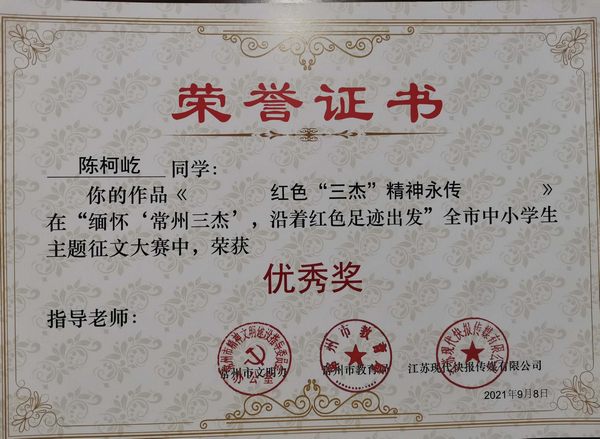 荣誉证书
陈柯屹 同学:
你的作品《 红色“三杰”精神永传 》
在“缅怀‘常州三杰’,沿着红色足迹出发”全市中小学生
主题征文大赛中,荣获
优秀奖
指导老师:
常州市文明办 常州市教育局 江苏现代快报传媒有限公司
2021年9月8日